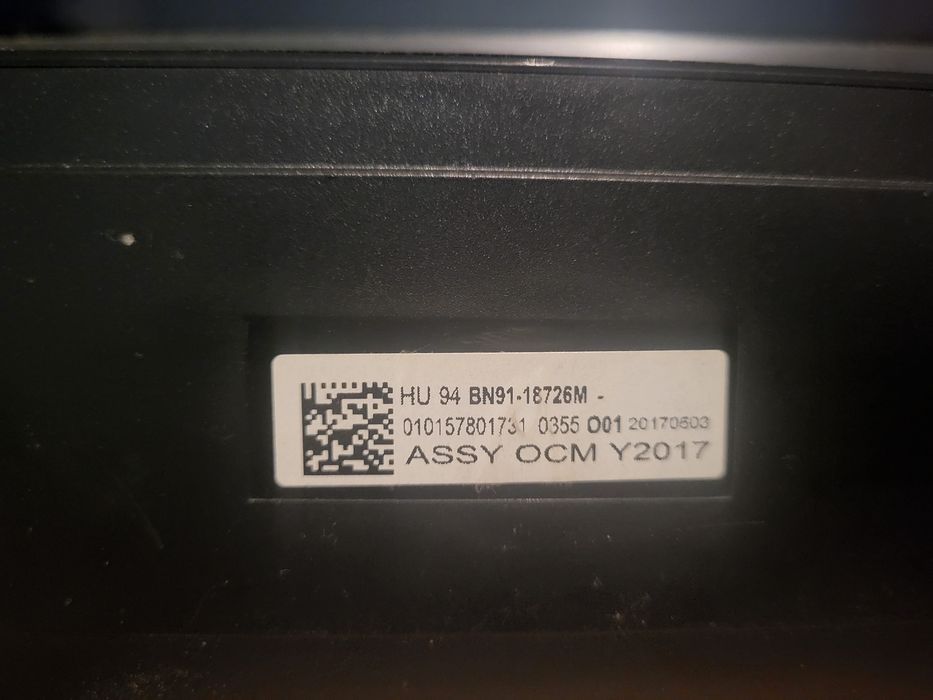 HU 94 BN91-18726M -
010157801731 0355 O01 20170603
ASSY OCM Y2017